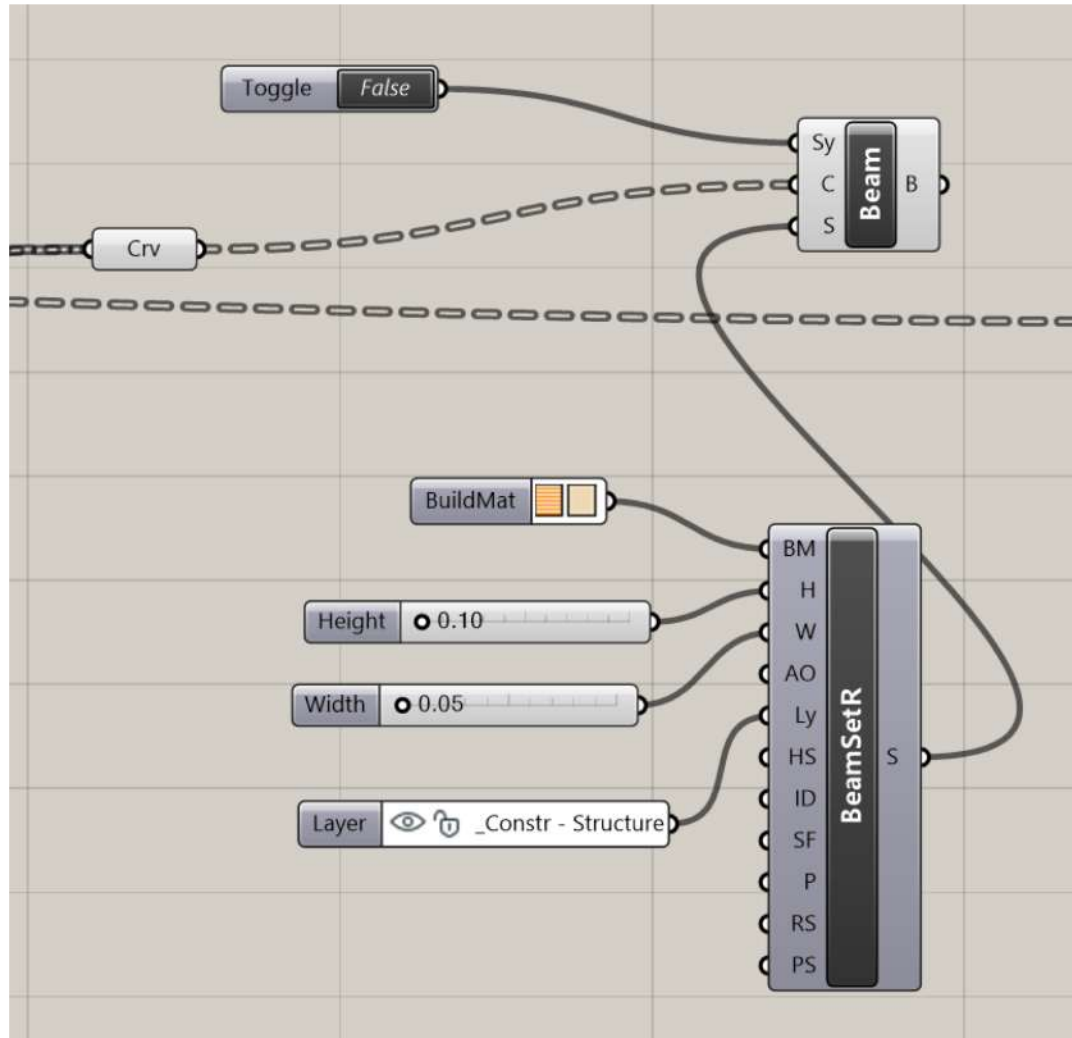 Toggle False
Sy
C
S
Beam
B
Crv
BuildMat
Height 0.10
Width 0.05
Layer _Constr - Structure
BM
H
W
AO
Ly
HS
ID
SF
P
RS
PS
BeamSetR
S